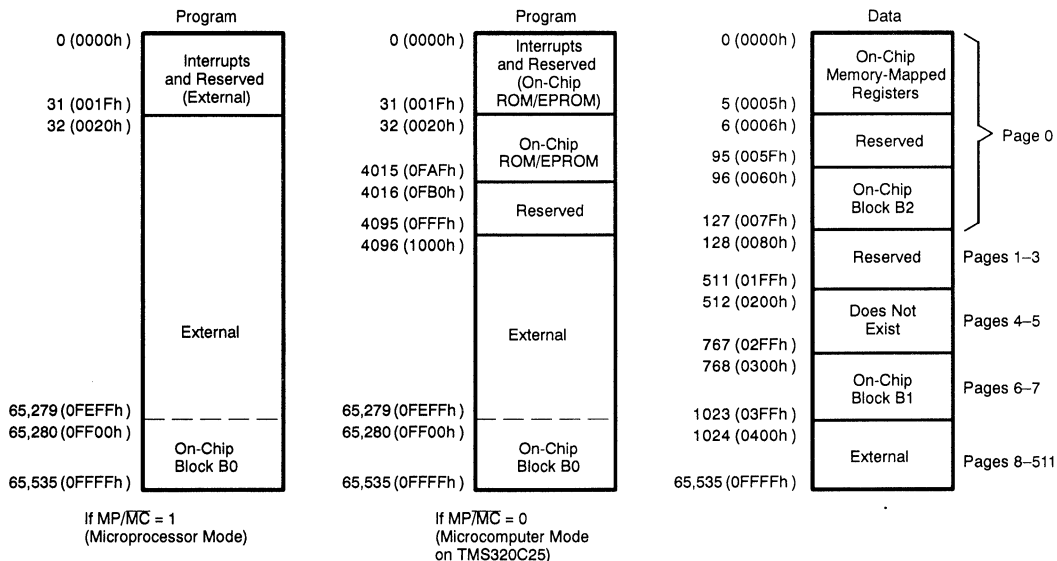 Program
0 (0000h)
Interrupts
and Reserved
(External)
31 (001Fh)
32 (0020h)
External
65,279 (0FEFFh)
65,280 (0FF00h)
On-Chip
Block B0
65,535 (0FFFFh)
If MP/M̅C̅ = 1
(Microprocessor Mode)
Program
0 (0000h)
Interrupts
and Reserved
(On-Chip
ROM/EPROM)
31 (001Fh)
32 (0020h)
On-Chip
ROM/EPROM
4015 (0FAFh)
4016 (0FB0h)
Reserved
4095 (0FFFh)
4096 (1000h)
External
65,279 (0FEFFh)
65,280 (0FF00h)
On-Chip
Block B0
65,535 (0FFFFh)
If MP/M̅C̅ = 0
(Microcomputer Mode
on TMS320C25)
Data
0 (0000h)
On-Chip
Memory-Mapped
Registers
5 (0005h)
6 (0006h)
Reserved
95 (005Fh)
96 (0060h)
On-Chip
Block B2
127 (007Fh)
Page 0
128 (0080h)
Reserved
Pages 1–3
511 (01FFh)
512 (0200h)
Does Not
Exist
Pages 4–5
767 (02FFh)
768 (0300h)
On-Chip
Block B1
Pages 6–7
1023 (03FFh)
1024 (0400h)
External
Pages 8–511
65,535 (0FFFFh)